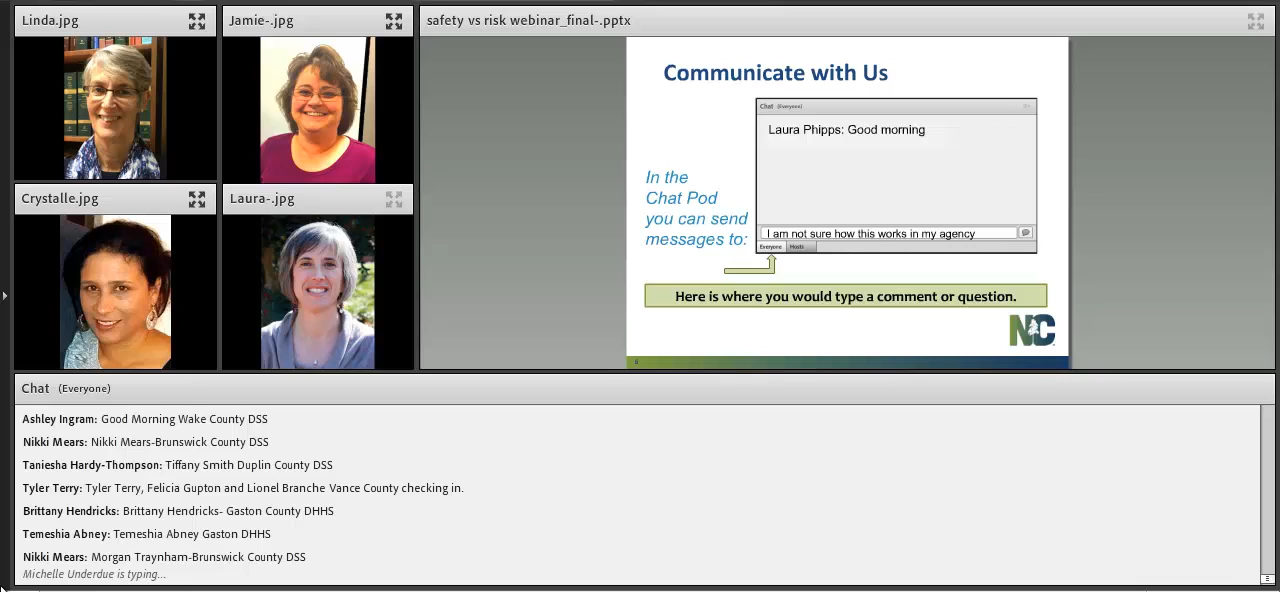 Linda.jpg
Jamie-.jpg
safety vs risk webinar_final-.pptx
Crystalle.jpg
Laura-.jpg
Communicate with Us
In the
Chat Pod
you can send
messages to:
Chat (Everyone)
Laura Phipps: Good morning
I am not sure how this works in my agency
Everyone Hosts
Here is where you would type a comment or question.
NC
6
Chat (Everyone)
Ashley Ingram: Good Morning Wake County DSS
Nikki Mears: Nikki Mears-Brunswick County DSS
Taniesha Hardy-Thompson: Tiffany Smith Duplin County DSS
Tyler Terry: Tyler Terry, Felicia Gupton and Lionel Branche Vance County checking in.
Brittany Hendricks: Brittany Hendricks- Gaston County DHHS
Temeshia Abney: Temeshia Abney Gaston DHHS
Nikki Mears: Morgan Traynham-Brunswick County DSS
Michelle Underdue is typing...